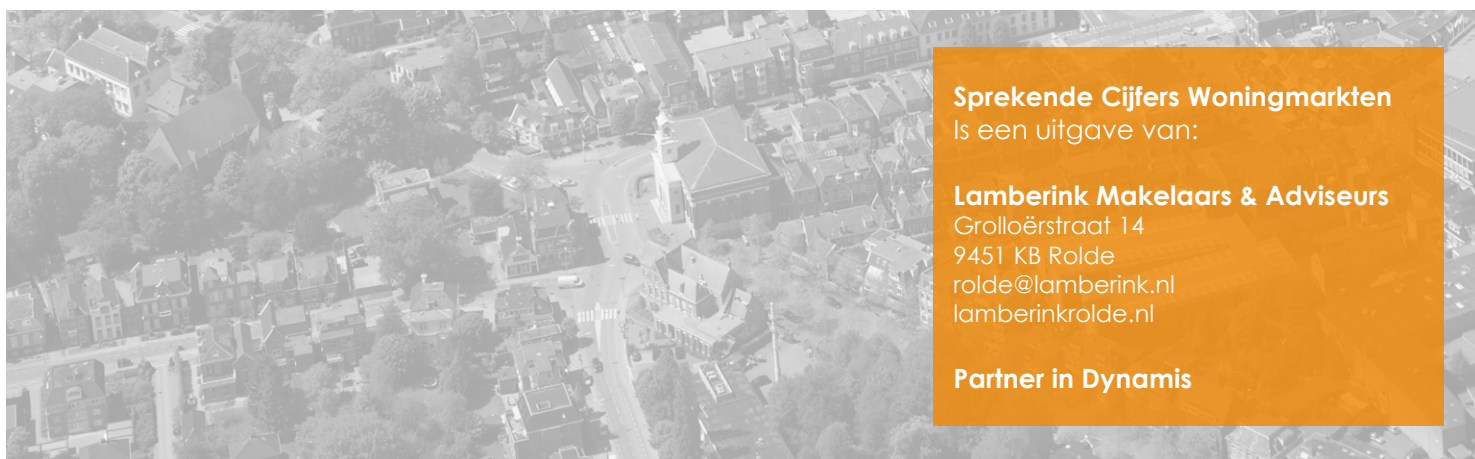 Sprekende Cijfers Woningmarkten
Is een uitgave van:
Lamberink Makelaars & Adviseurs
Grolloërstraat 14
9451 KB Rolde
rolde@lamberink.nl
lamberinkrolde.nl
Partner in Dynamis